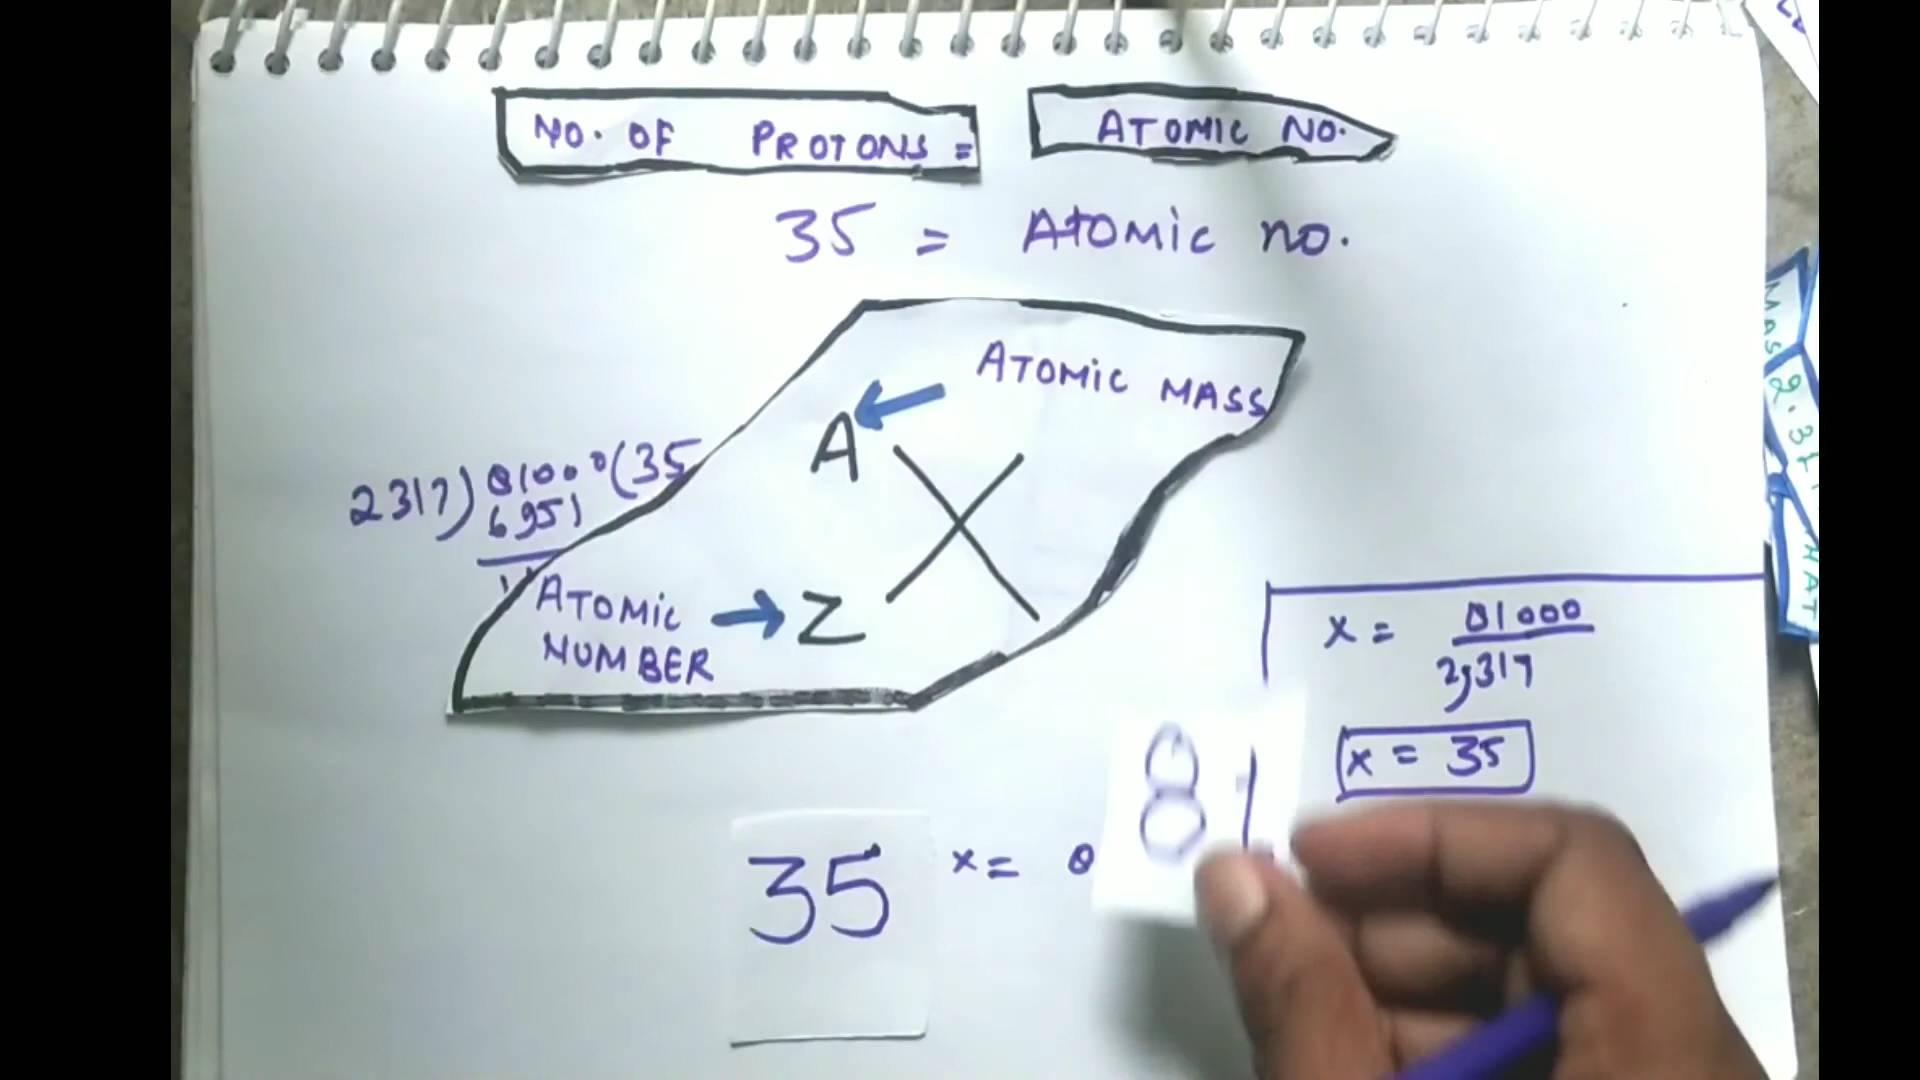 NO. OF PROTONS =
ATOMIC NO.
35 = Atomic no.
ATOMIC MASS
A
2317) 81000 (35
6951
ATOMIC
NUMBER
Z
x = 81000
2,317
x = 35
81
35
x = 8